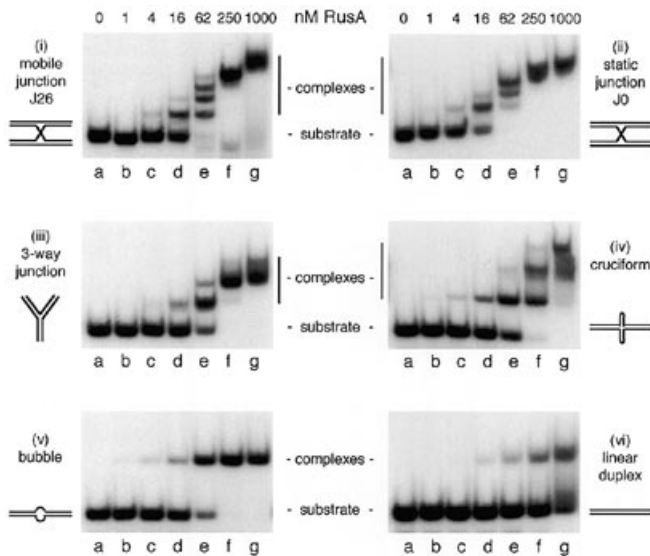 0 1 4 16 62 250 1000 nM RusA 0 1 4 16 62 250 1000
(i)
mobile
junction
J26
- complexes -
- substrate -
(ii)
static
junction
J0
a b c d e f g
a b c d e f g
(iii)
3-way
junction
- complexes -
- substrate -
(iv)
cruciform
a b c d e f g
a b c d e f g
(v)
bubble
- complexes -
- substrate -
(vi)
linear
duplex
a b c d e f g
a b c d e f g